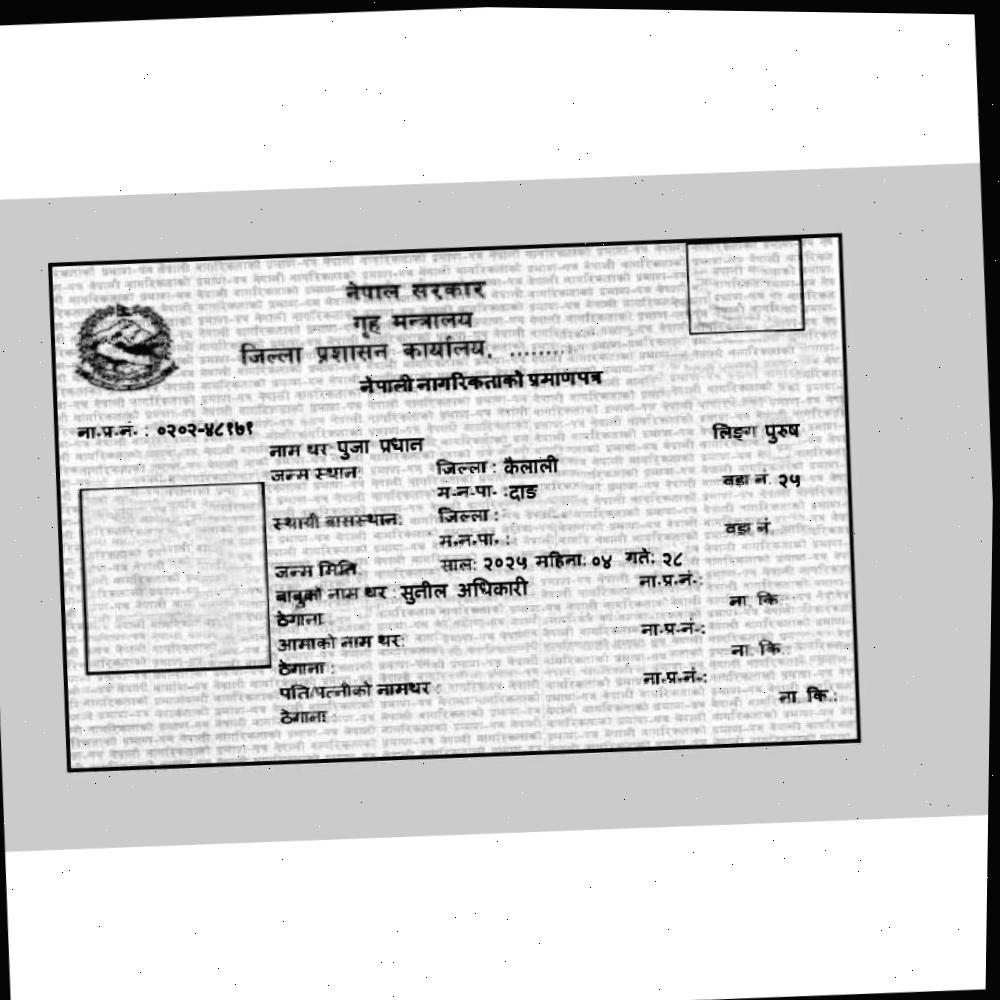 नेपाल सरकार
गृह मन्त्रालय
जिल्ला प्रशासन कार्यालय, ........
नेपाली नागरिकताको प्रमाणपत्र
ना.प्र.नं. : ०२०२-४८१७१
लिङ्ग पुरुष
नाम थर पुजा प्रधान
जन्म स्थान जिल्ला : कैलाली
म.न.पा. :दाङ वडा नं. २५
स्थायी बासस्थान: जिल्ला :
म.न.पा. : वडा नं.
जन्म मिति साल: २०२५ महिना: ०४ गते: २८
बाबुको नाम थर : सुतील अधिकारी ना.प्र.नं.:
ठेगाना ना. कि
आमाको नाम थर: ना.प्र.नं.:
ठेगाना : ना. कि.:
पति/पत्नीको नामथर : ना.प्र.नं.:
ठेगाना ना. कि.: